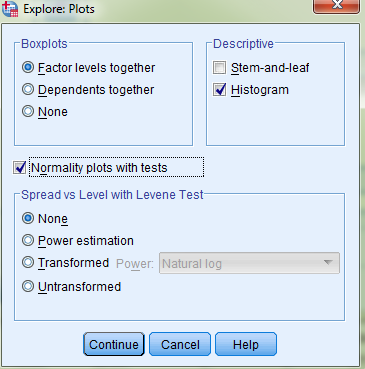 Explore: Plots
Boxplots
Factor levels together
Dependents together
None
Descriptive
Stem-and-leaf
Histogram
Normality plots with tests
Spread vs Level with Levene Test
None
Power estimation
Transformed Power: Natural log
Untransformed
Continue Cancel Help